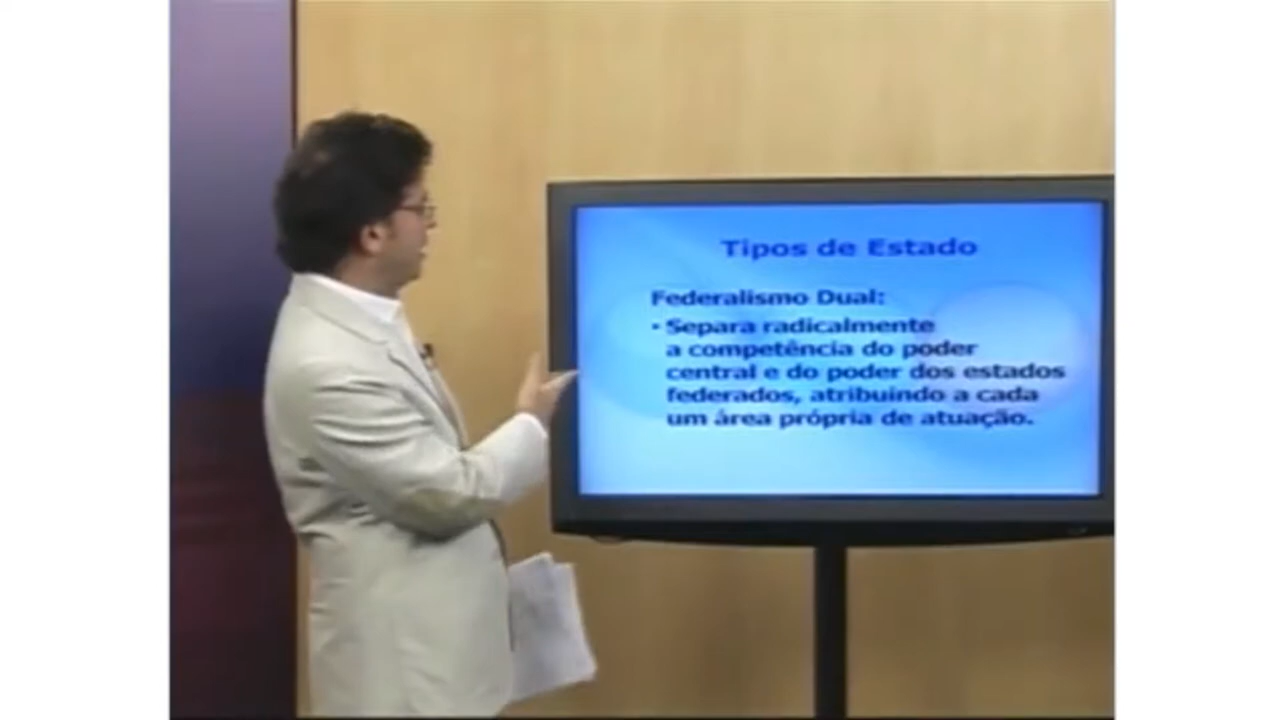 Tipos de Estado
Federalismo Dual:
• Separa radicalmente
a competência do poder
central e do poder dos estados
federados, atribuindo a cada
um área própria de atuação.